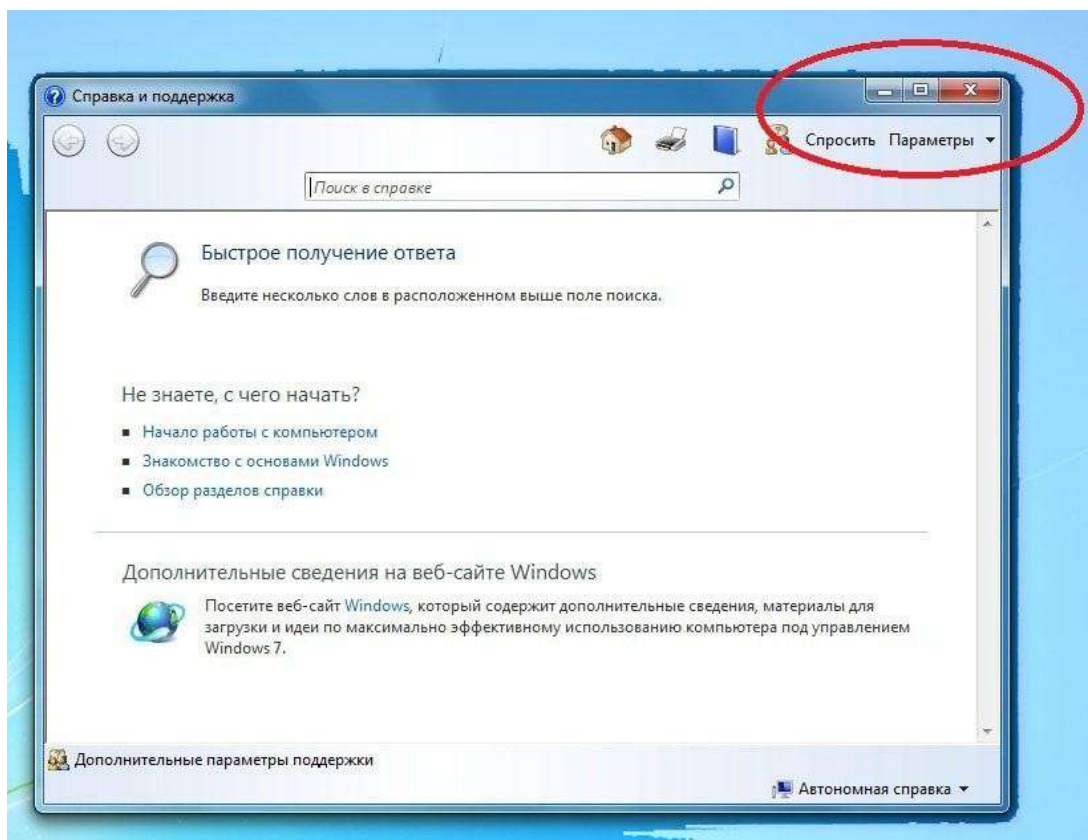 Справка и поддержка
Спросить Параметры
Поиск в справке
Быстрое получение ответа
Введите несколько слов в расположенном выше поле поиска.
Не знаете, с чего начать?
Начало работы с компьютером
Знакомство с основами Windows
Обзор разделов справки
Дополнительные сведения на веб-сайте Windows
Посетите веб-сайт Windows, который содержит дополнительные сведения, материалы для
загрузки и идеи по максимально эффективному использованию компьютера под управлением
Windows 7.
Дополнительные параметры поддержки
Автономная справка